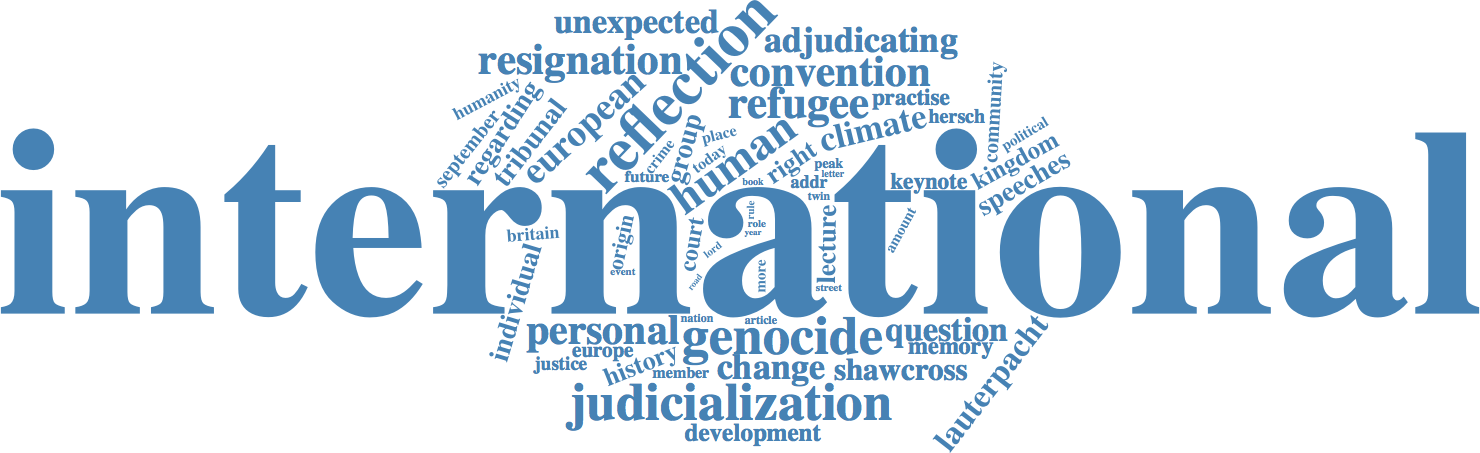 unexpected
adjudicating
resignation
reflection
convention
humanity
regarding
european
refugee
practise
september
tribunal
community
hersch
climate
political
crime
group
place
today
human
right
kingdom
speeches
future
peak
letter
book
addr
twin
keynote
international
britain
individual
origin
event
court
lord
road
rule
role
year
more
lecture
street
amount
personal
nation
article
genocide
question
memory
lauterpacht
europe
justice
history
member
change
shawcross
judicialization
development